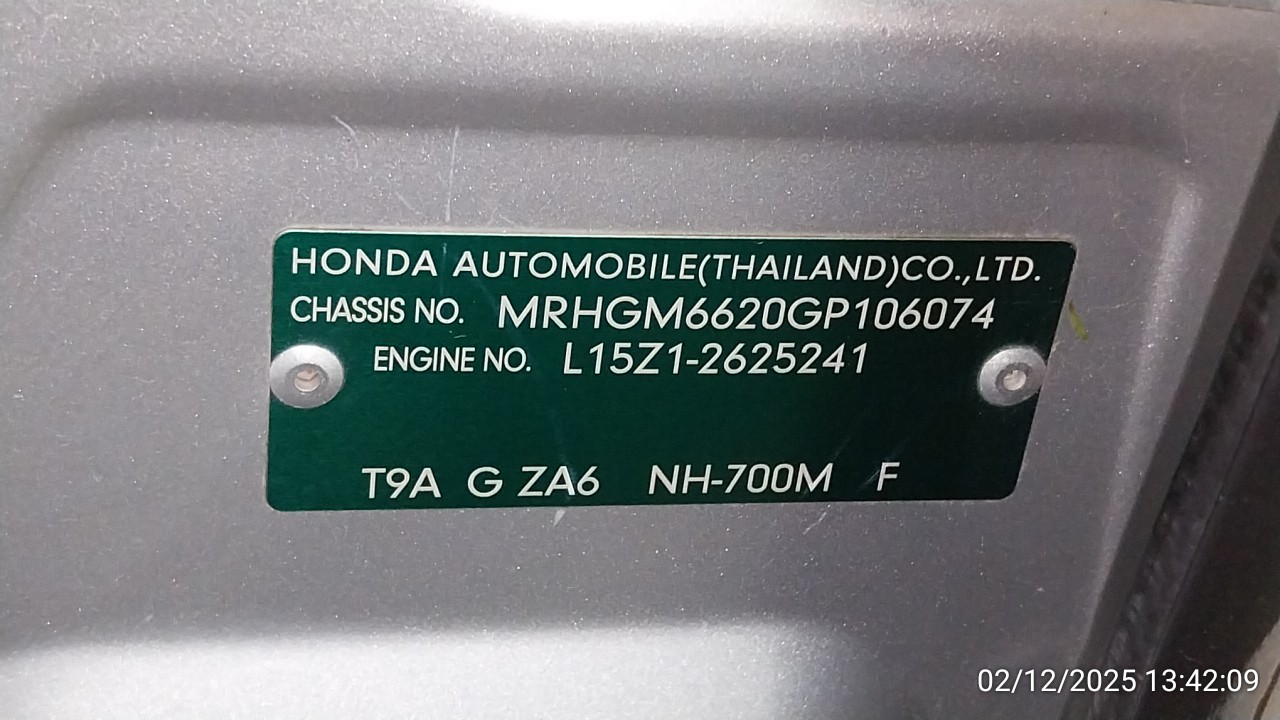 HONDA AUTOMOBILE(THAILAND)CO.,LTD.
CHASSIS NO. MRHGM6620GP106074
ENGINE NO. L15Z1-2625241
T9A G ZA6 NH-700M F
02/12/2025 13:42:09